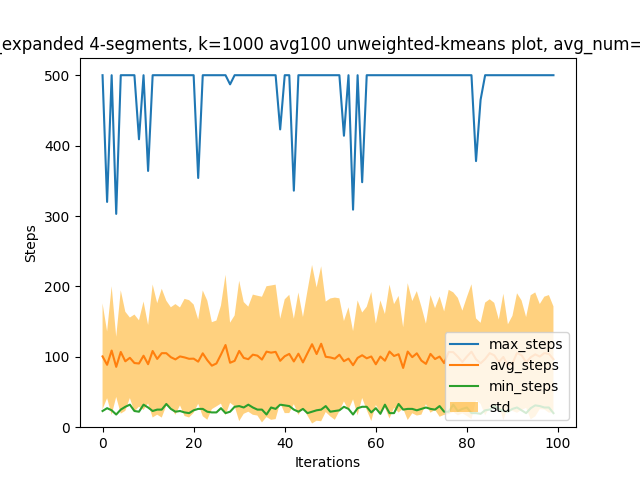 _expanded 4-segments, k=1000 avg100 unweighted-kmeans plot, avg_num=
500
400
300
200
100
0
Steps
max_steps
avg_steps
min_steps
std
0 20 40 60 80 100
Iterations